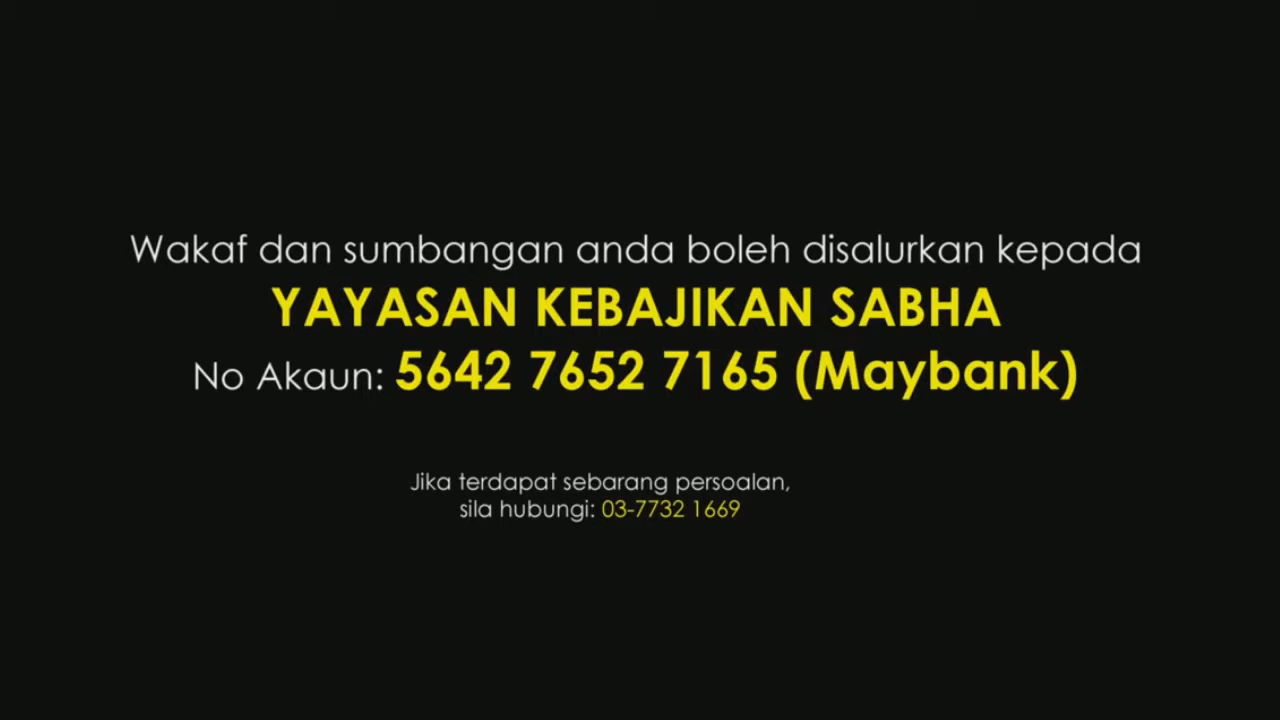 Wakaf dan sumbangan anda boleh disalurkan kepada
YAYASAN KEBAJIKAN SABHA
No Akaun: 5642 7652 7165 (Maybank)
Jika terdapat sebarang persoalan,
sila hubungi: 03-7732 1669